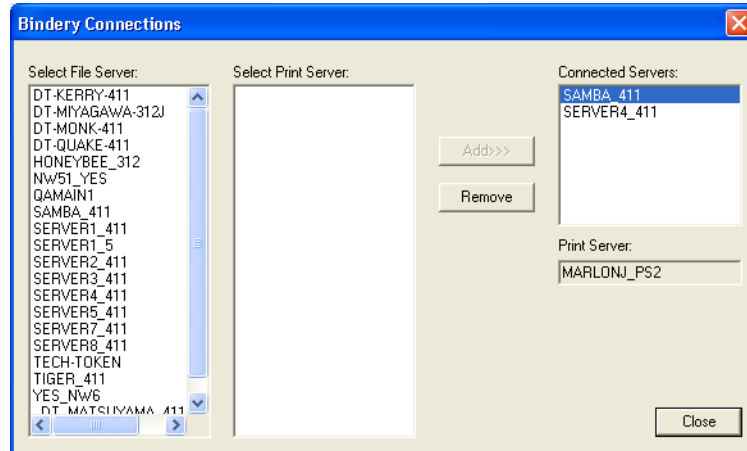 Bindery Connections
Select File Server:
DT-KERRY-411
DT-MIYAGAWA-312J
DT-MONK-411
DT-QUAKE-411
HONEYBEE_312
NW51_YES
QAMAIN1
SAMBA_411
SERVER1_411
SERVER1_5
SERVER2_411
SERVER3_411
SERVER4_411
SERVER5_411
SERVER7_411
SERVER8_411
TECH-TOKEN
TIGER_411
YES_NW6
_DT_MATSUYAMA_411
Select Print Server:
Add>>>
Remove
Connected Servers:
SAMBA_411
SERVER4_411
Print Server:
MARLONJ_PS2
Close